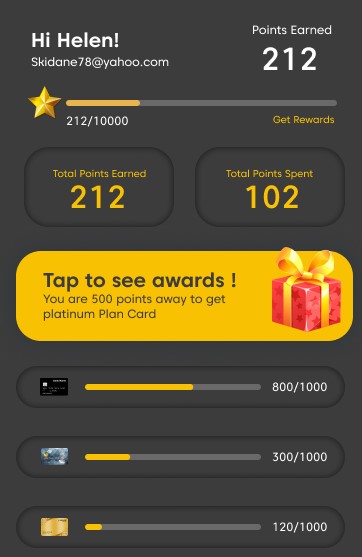 Hi Helen!
Skidane78@yahoo.com
Points Earned
212
212/10000
Get Rewards
Total Points Earned
212
Total Points Spent
102
Tap to see awards !
You are 500 points away to get
platinum Plan Card
800/1000
300/1000
120/1000